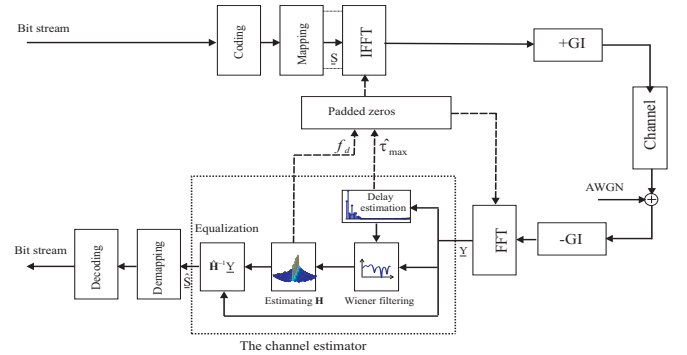 Bit stream
Coding
Mapping
S
IFFT
+GI
Padded zeros
Channel
f_d
τ̂_max
AWGN
Delay
estimation
Equalization
FFT
-GI
Bit stream
Decoding
Demapping
Ĥ⁻¹Y
Y
S
Estimating H
Wiener filtering
The channel estimator